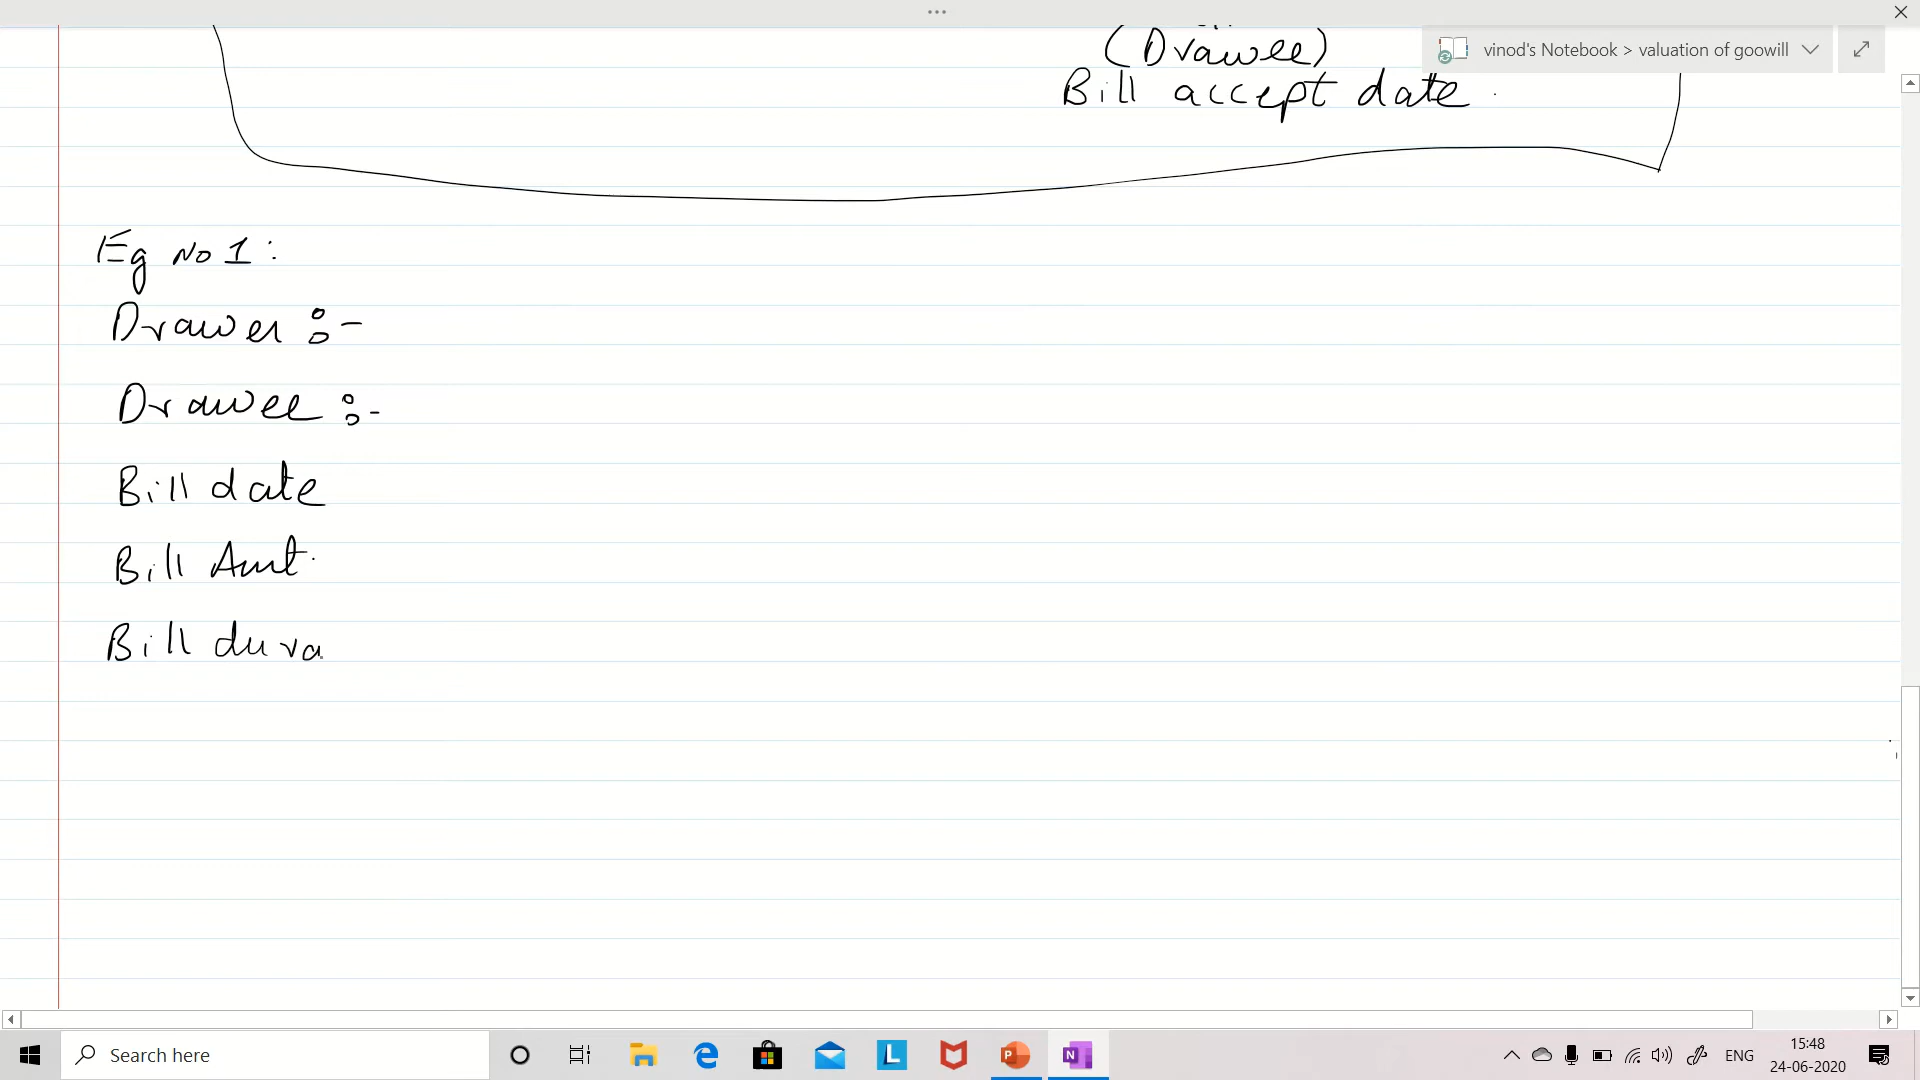 (Drawee)
vinod's Notebook > valuation of goowill
Bill accept date
Eg No 1 :
Drawer :-
Drawee :-
Bill date
Bill Amt.
Bill dura
Search here
ENG
15:48
24-06-2020